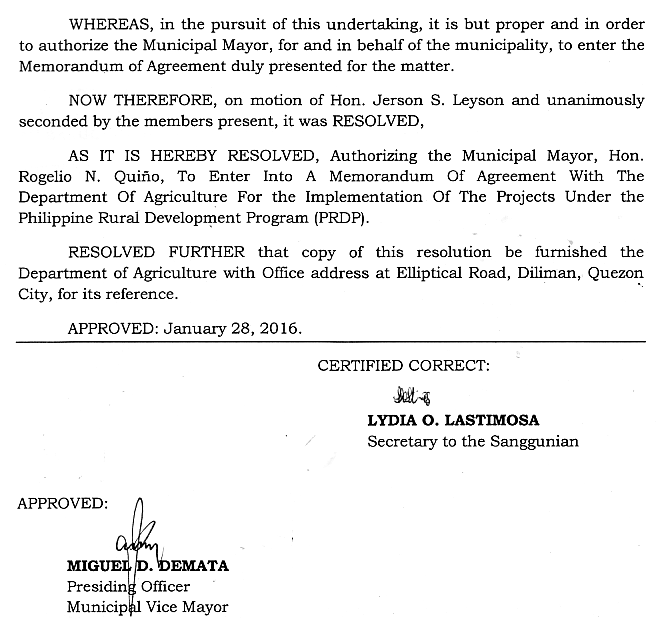 WHEREAS, in the pursuit of this undertaking, it is but proper and in order
to authorize the Municipal Mayor, for and in behalf of the municipality, to enter the
Memorandum of Agreement duly presented for the matter.
NOW THEREFORE, on motion of Hon. Jerson S. Leyson and unanimously
seconded by the members present, it was RESOLVED,
AS IT IS HEREBY RESOLVED, Authorizing the Municipal Mayor, Hon.
Rogelio N. Quiño, To Enter Into A Memorandum Of Agreement With The
Department Of Agriculture For the Implementation Of The Projects Under the
Philippine Rural Development Program (PRDP).
RESOLVED FURTHER that copy of this resolution be furnished the
Department of Agriculture with Office address at Elliptical Road, Diliman, Quezon
City, for its reference.
APPROVED: January 28, 2016.
CERTIFIED CORRECT:
LYDIA O. LASTIMOSA
Secretary to the Sanggunian
APPROVED:
MIGUEL D. DEMATA
Presiding Officer
Municipal Vice Mayor